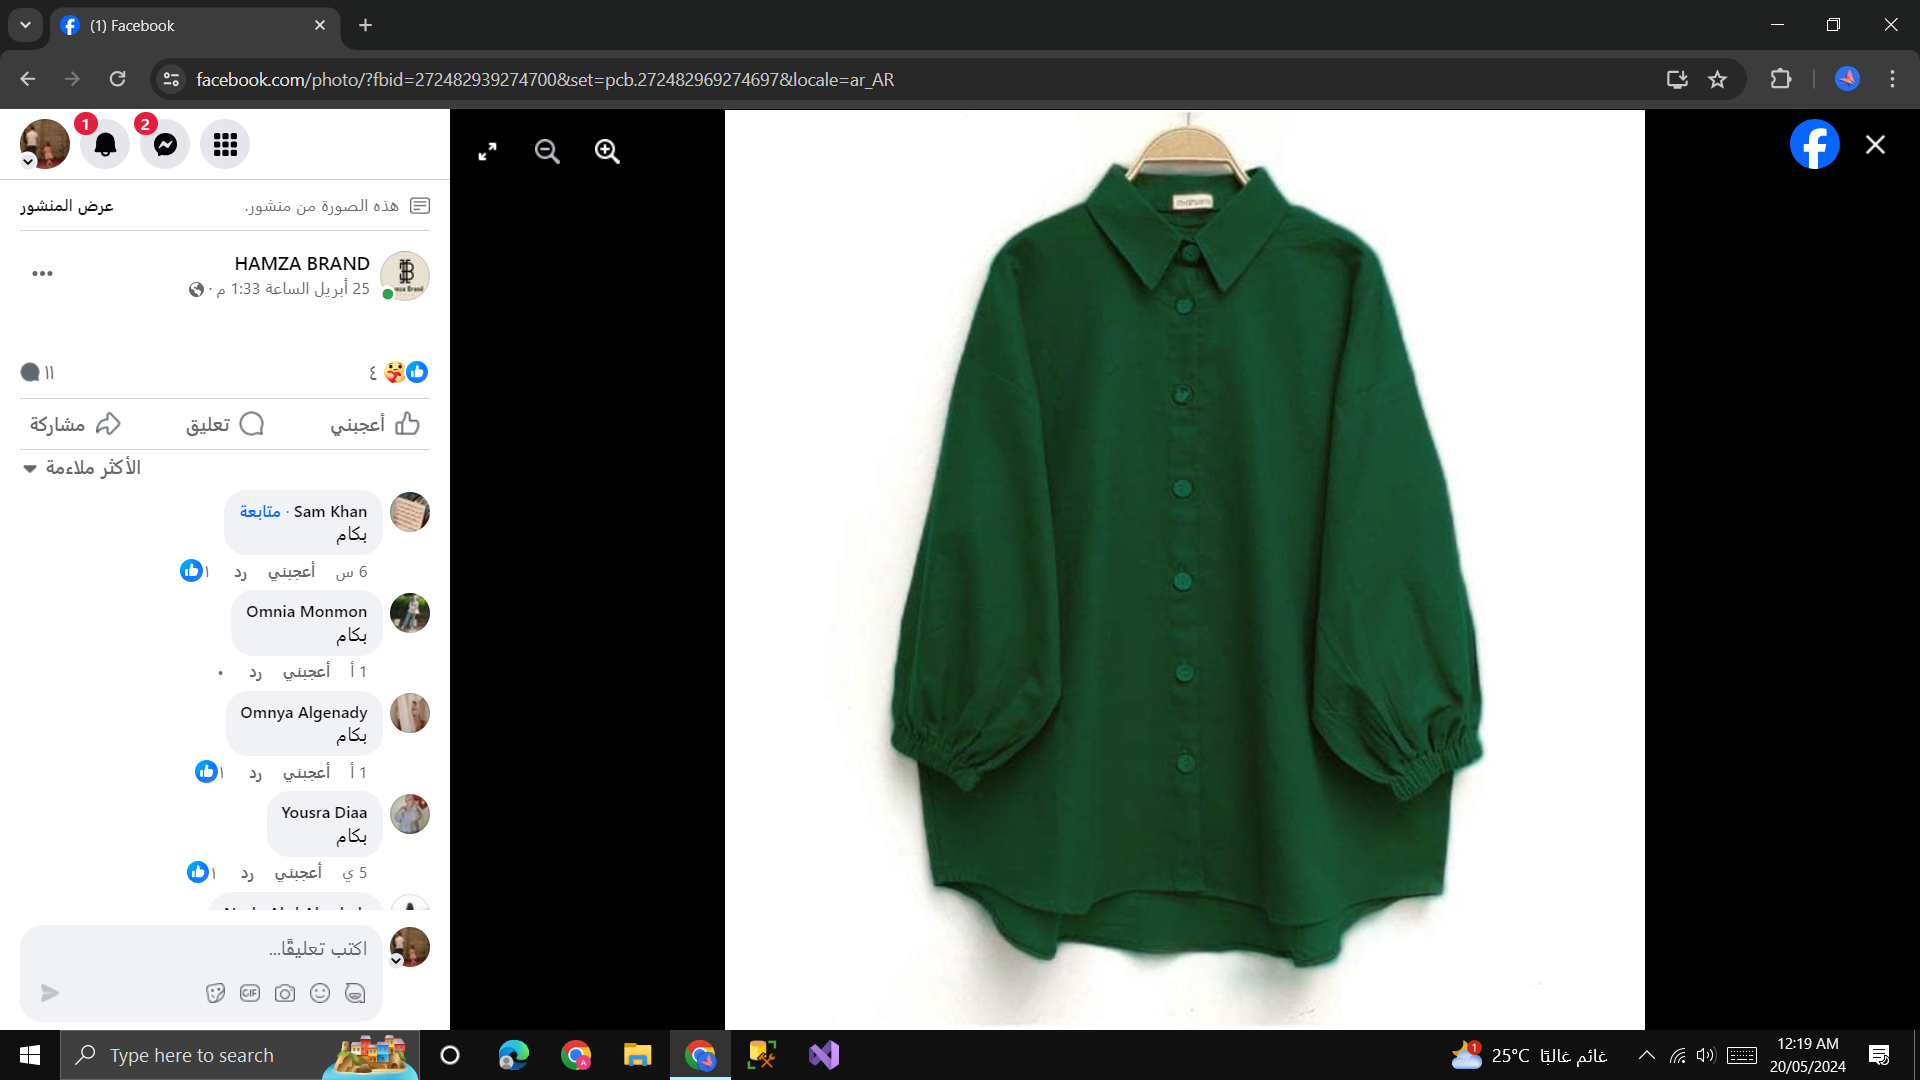 (1) Facebook
facebook.com/photo/?fbid=272482939274700&set=pcb.272482969274697&locale=ar_AR
1
2
هذه الصورة من منشور.
عرض المنشور
HAMZA BRAND
25 أبريل الساعة 1:33 م ·
٤
١١
أعجبني
تعليق
مشاركة
الأكثر ملاءمة
Sam Khan · متابعة
بكام
6 س أعجبني رد ١
Omnia Monmon
بكام
1 أ أعجبني رد
Omnya Algenady
بكام
1 أ أعجبني رد ١
Yousra Diaa
بكام
5 ي أعجبني رد ١
اكتب تعليقًا...
GIF
Type here to search
1
25°C غائم غالبًا
12:19 AM
20/05/2024